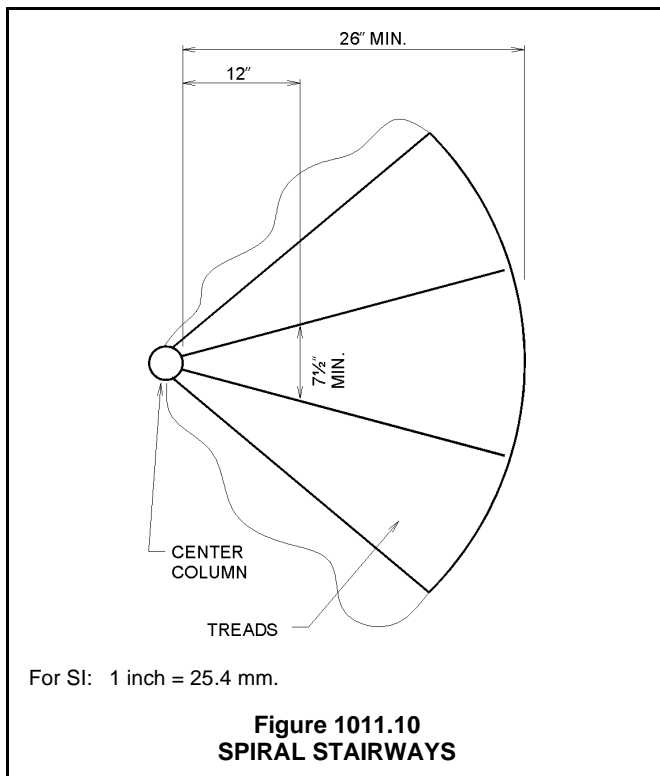 26″ MIN.
12″
7½″
MIN.
CENTER
COLUMN
TREADS
For SI: 1 inch = 25.4 mm.
Figure 1011.10
SPIRAL STAIRWAYS